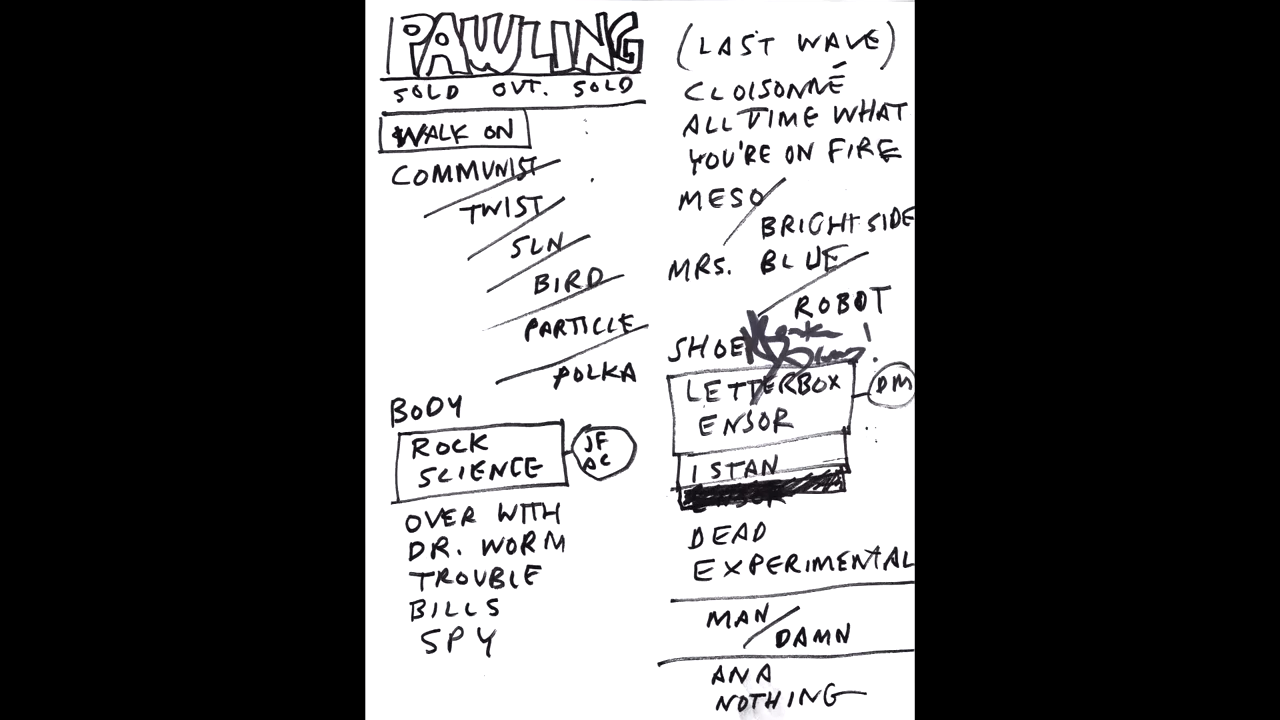 PAWLING
SOLD OUT. SOLD
WALK ON
COMMUNIST
TWIST
SUN
BIRD
PARTICLE
POLKA
BODY
ROCK
SCIENCE
JF
AC
OVER WITH
DR. WORM
TROUBLE
BILLS
SPY
(LAST WAVE)
CLOISONNÉ
ALL TIME WHAT
YOU'RE ON FIRE
MESO
BRIGHT SIDE
MRS. BLUE
ROBOT
SHOE
LETTERBOX
ENSOR
DM
ISTAN
DEAD
EXPERIMENTAL
MAN
DAMN
ANA
NOTHING